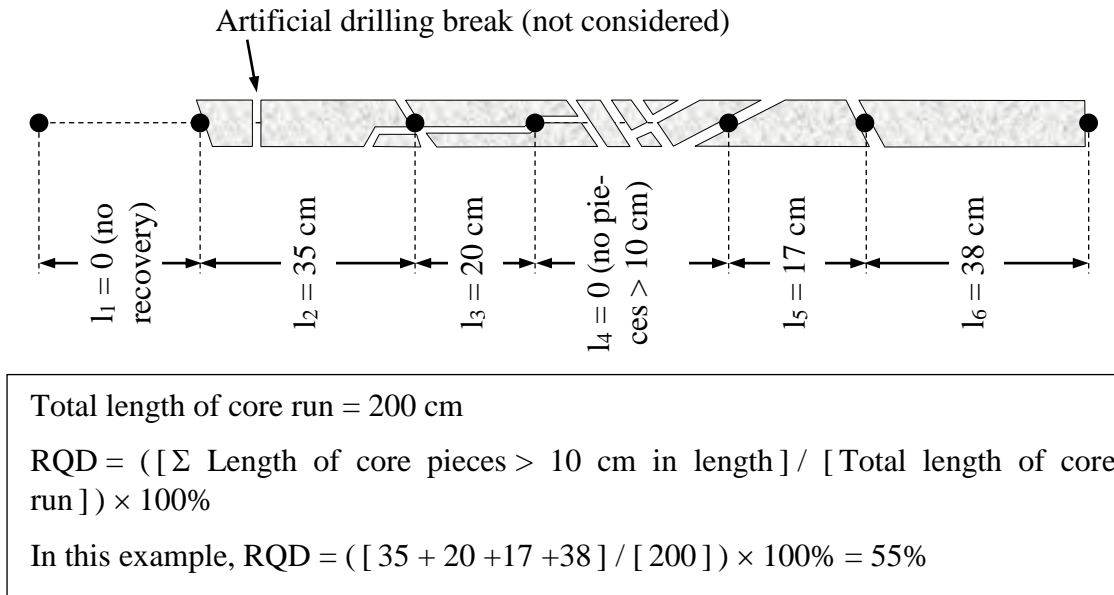 Artificial drilling break (not considered)
l₁ = 0 (no
recovery)
l₂ = 35 cm
l₃ = 20 cm
l₄ = 0 (no pie-
ces > 10 cm)
l₅ = 17 cm
l₆ = 38 cm
Total length of core run = 200 cm
RQD = ([Σ Length of core pieces > 10 cm in length] / [Total length of core
run]) × 100%
In this example, RQD = ([35 + 20 +17 +38] / [200]) × 100% = 55%